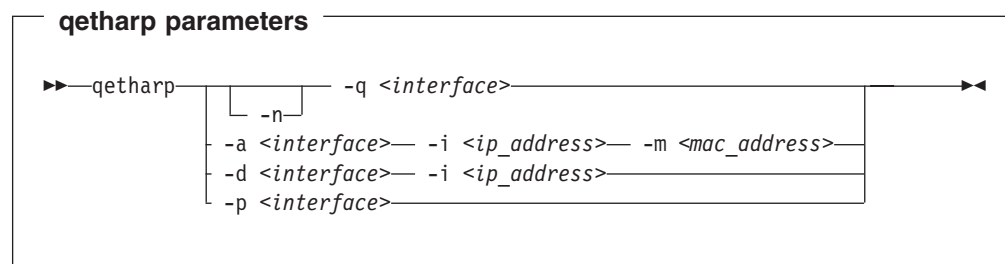 qetharp parameters
qetharp -q <interface>
-n
-a <interface> -i <ip_address> -m <mac_address>
-d <interface> -i <ip_address>
-p <interface>